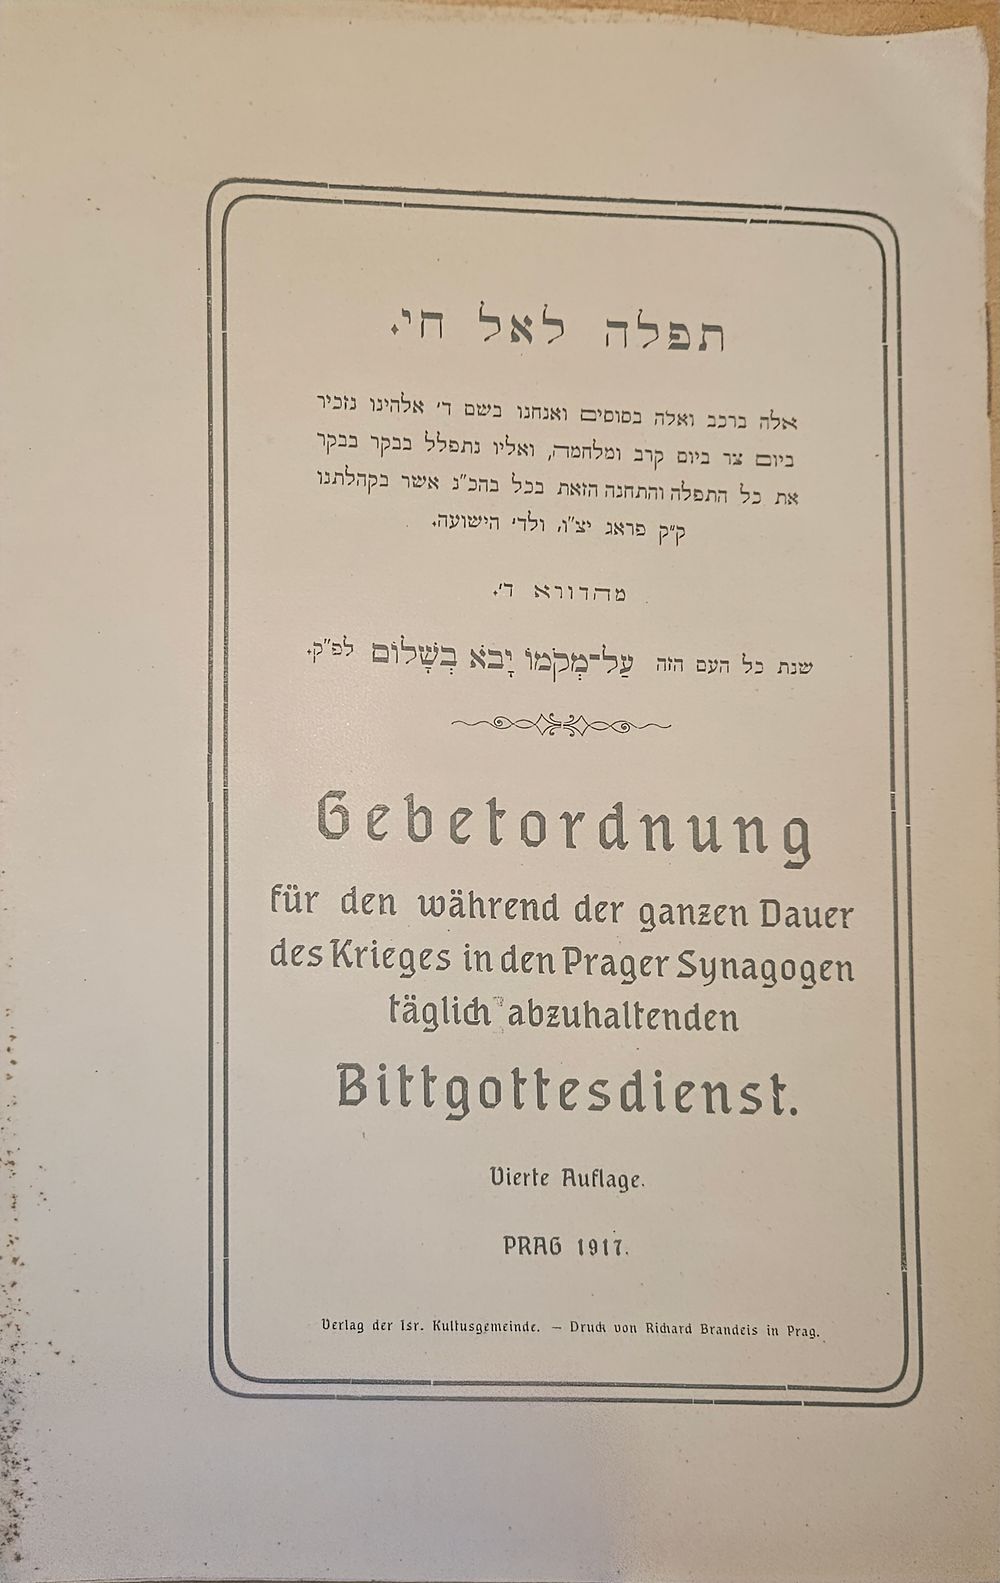 תפלה לאל חי.
אלה ברכב ואלה בסוסים ואנחנו בשם ד׳ אלהינו נזכיר
ביום צר ביום קרב ומלחמה, ואליו נתפלל בבקר בבקר
את כל התפלה והתחנה הזאת בכל בהכ״נ אשר בקהלתנו
ק״ק פראג יצ״ו, ולד׳ הישועה.
מהדורא ד׳.
שנת כל העם הזה עַל־מְקֹמוֹ יָבֹא בְשָׁלוֹם לפ״ק.
Gebetordnung
für den während der ganzen Dauer
des Krieges in den Prager Synagogen
täglich abzuhaltenden
Bittgottesdienst.
Vierte Auflage.
PRAG 1917.
Verlag der Isr. Kultusgemeinde. — Druck von Richard Brandeis in Prag.